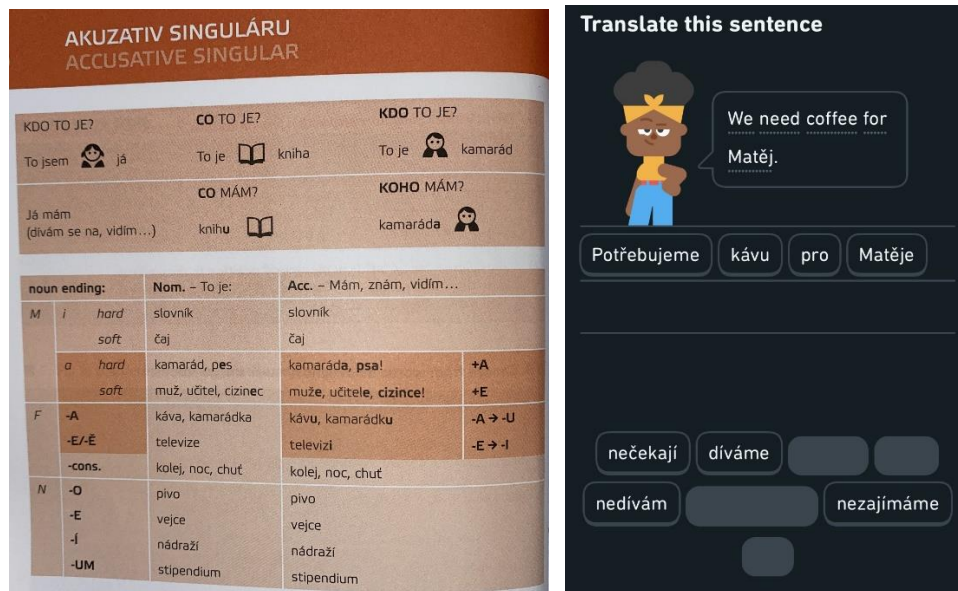 AKUZATIV SINGULÁRU
ACCUSATIVE SINGULAR
KDO TO JE?
CO TO JE?
KDO TO JE?
To jsem já
To je kniha
To je kamarád
CO MÁM?
KOHO MÁM?
Já mám
(dívám se na, vidím...)
knihu
kamaráda
noun ending: Nom. – To je: Acc. – Mám, znám, vidím...
M i hard slovník slovník
soft čaj čaj
a hard kamarád, pes kamaráda, psa! +A
soft muž, učitel, cizinec muže, učitele, cizince! +E
F -A káva, kamarádka kávu, kamarádku -A → -U
-E/-Ě televize televizi -E → -I
-cons. kolej, noc, chuť kolej, noc, chuť
N -O pivo pivo
-E vejce vejce
-Í nádraží nádraží
-UM stipendium stipendium
Translate this sentence
We need coffee for
Matěj.
Potřebujeme kávu pro Matěje
nečekají díváme
nedívám nezajímáme